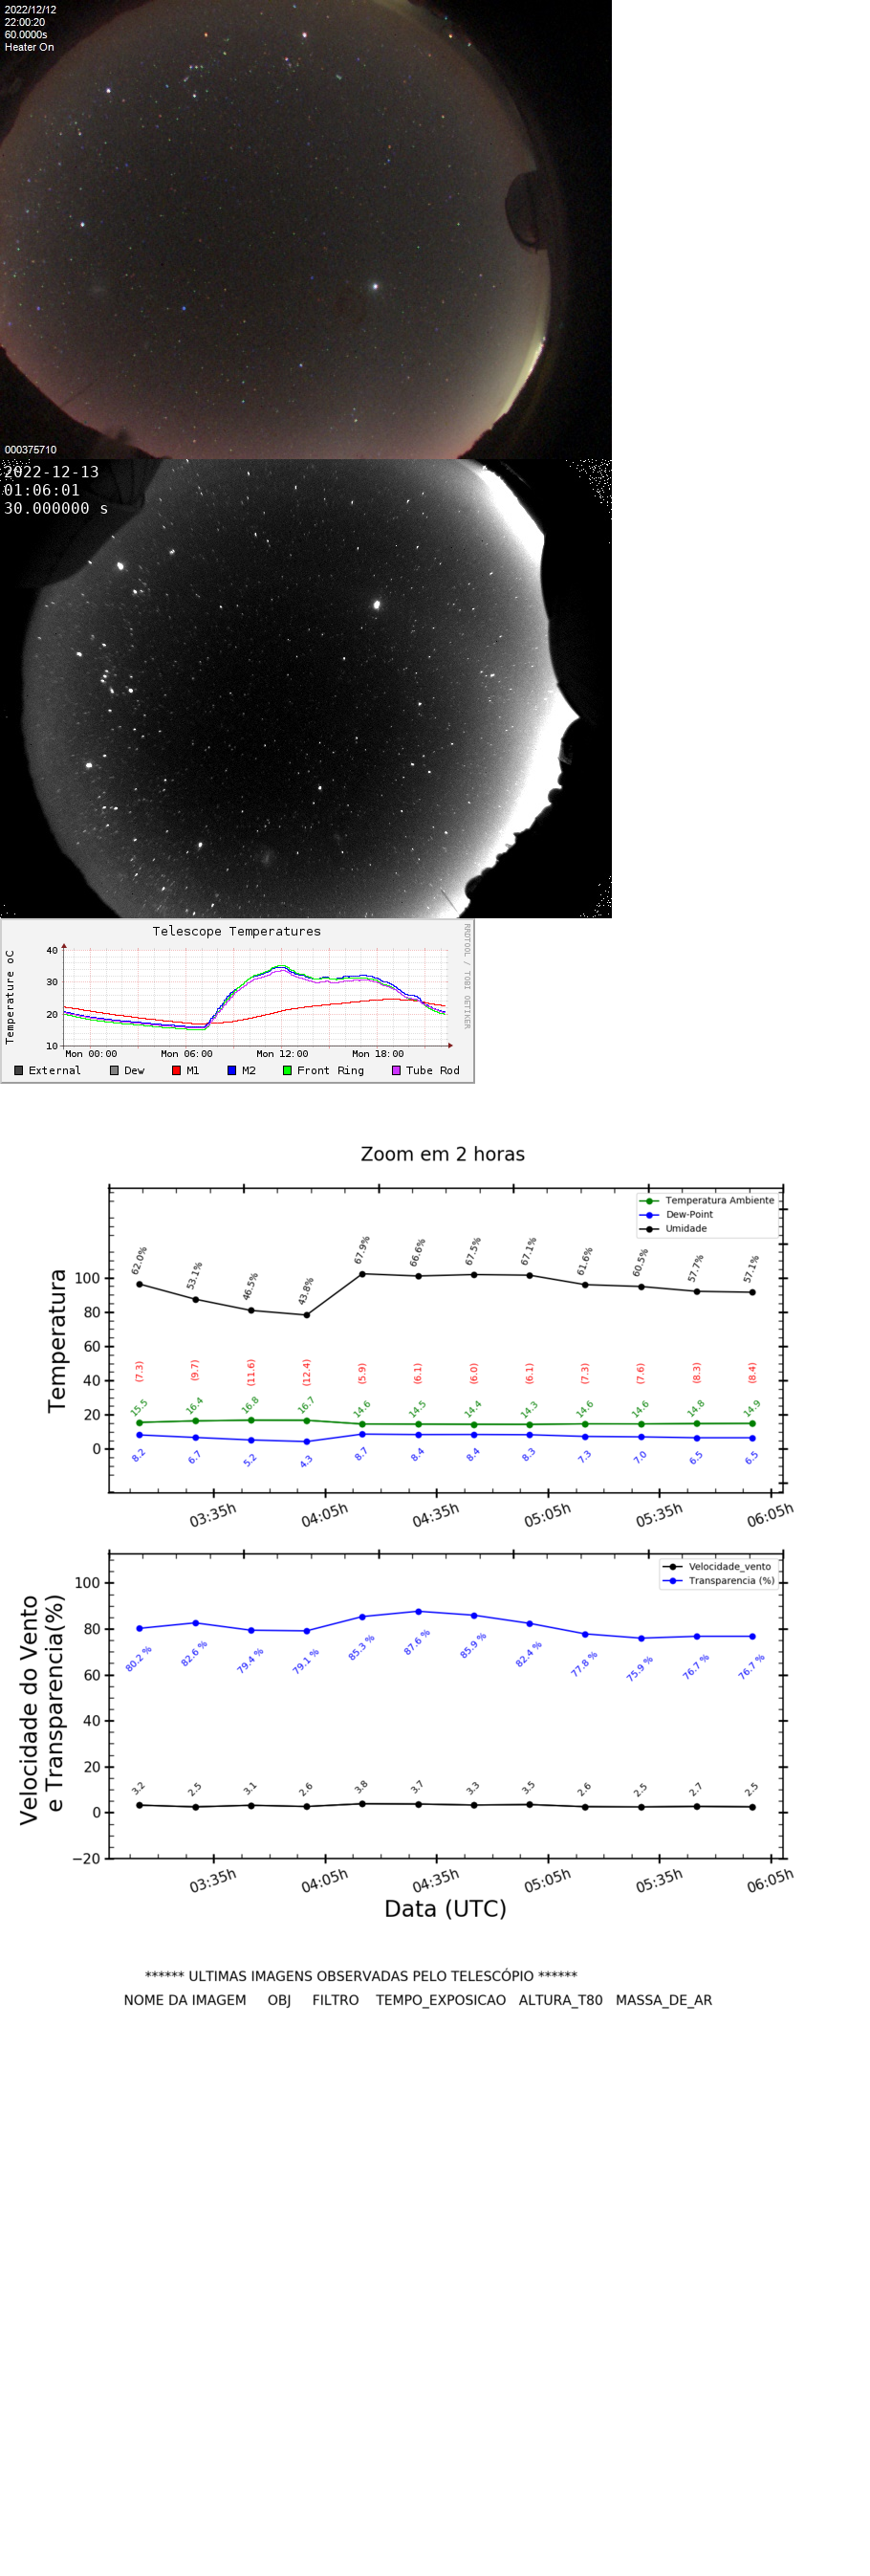 2022/12/12
22:00:20
60.0000s
Heater On
000375710
2022-12-13
01:06:01
30.000000 s
Telescope Temperatures
RRDTOOL / TOBI OETIKER
Temperature oC
40
30
20
10
Mon 00:00 Mon 06:00 Mon 12:00 Mon 18:00
External Dew M1 M2 Front Ring Tube Rod
Zoom em 2 horas
Temperatura Ambiente
Dew-Point
Umidade
Temperatura
100
80
60
40
20
0
62.0% 53.1% 46.5% 43.8% 67.9% 66.6% 67.5% 67.1% 61.6% 60.5% 57.7% 57.1%
(7.3) (9.7) (11.6) (12.4) (5.9) (6.1) (6.0) (6.1) (7.3) (7.6) (8.3) (8.4)
15.5 16.4 16.8 16.7 14.6 14.5 14.4 14.3 14.6 14.6 14.8 14.9
8.2 6.7 5.2 4.3 8.7 8.4 8.4 8.3 7.3 7.0 6.5 6.5
03:35h 04:05h 04:35h 05:05h 05:35h 06:05h
Velocidade_vento
Transparencia (%)
Velocidade do Vento
e Transparencia(%)
100
80
60
40
20
0
−20
80.2 % 82.6 % 79.4 % 79.1 % 85.3 % 87.6 % 85.9 % 82.4 % 77.8 % 75.9 % 76.7 % 76.7 %
3.2 2.5 3.1 2.6 3.8 3.7 3.3 3.5 2.6 2.5 2.7 2.5
03:35h 04:05h 04:35h 05:05h 05:35h 06:05h
Data (UTC)
****** ULTIMAS IMAGENS OBSERVADAS PELO TELESCÓPIO ******
NOME DA IMAGEM OBJ FILTRO TEMPO_EXPOSICAO ALTURA_T80 MASSA_DE_AR